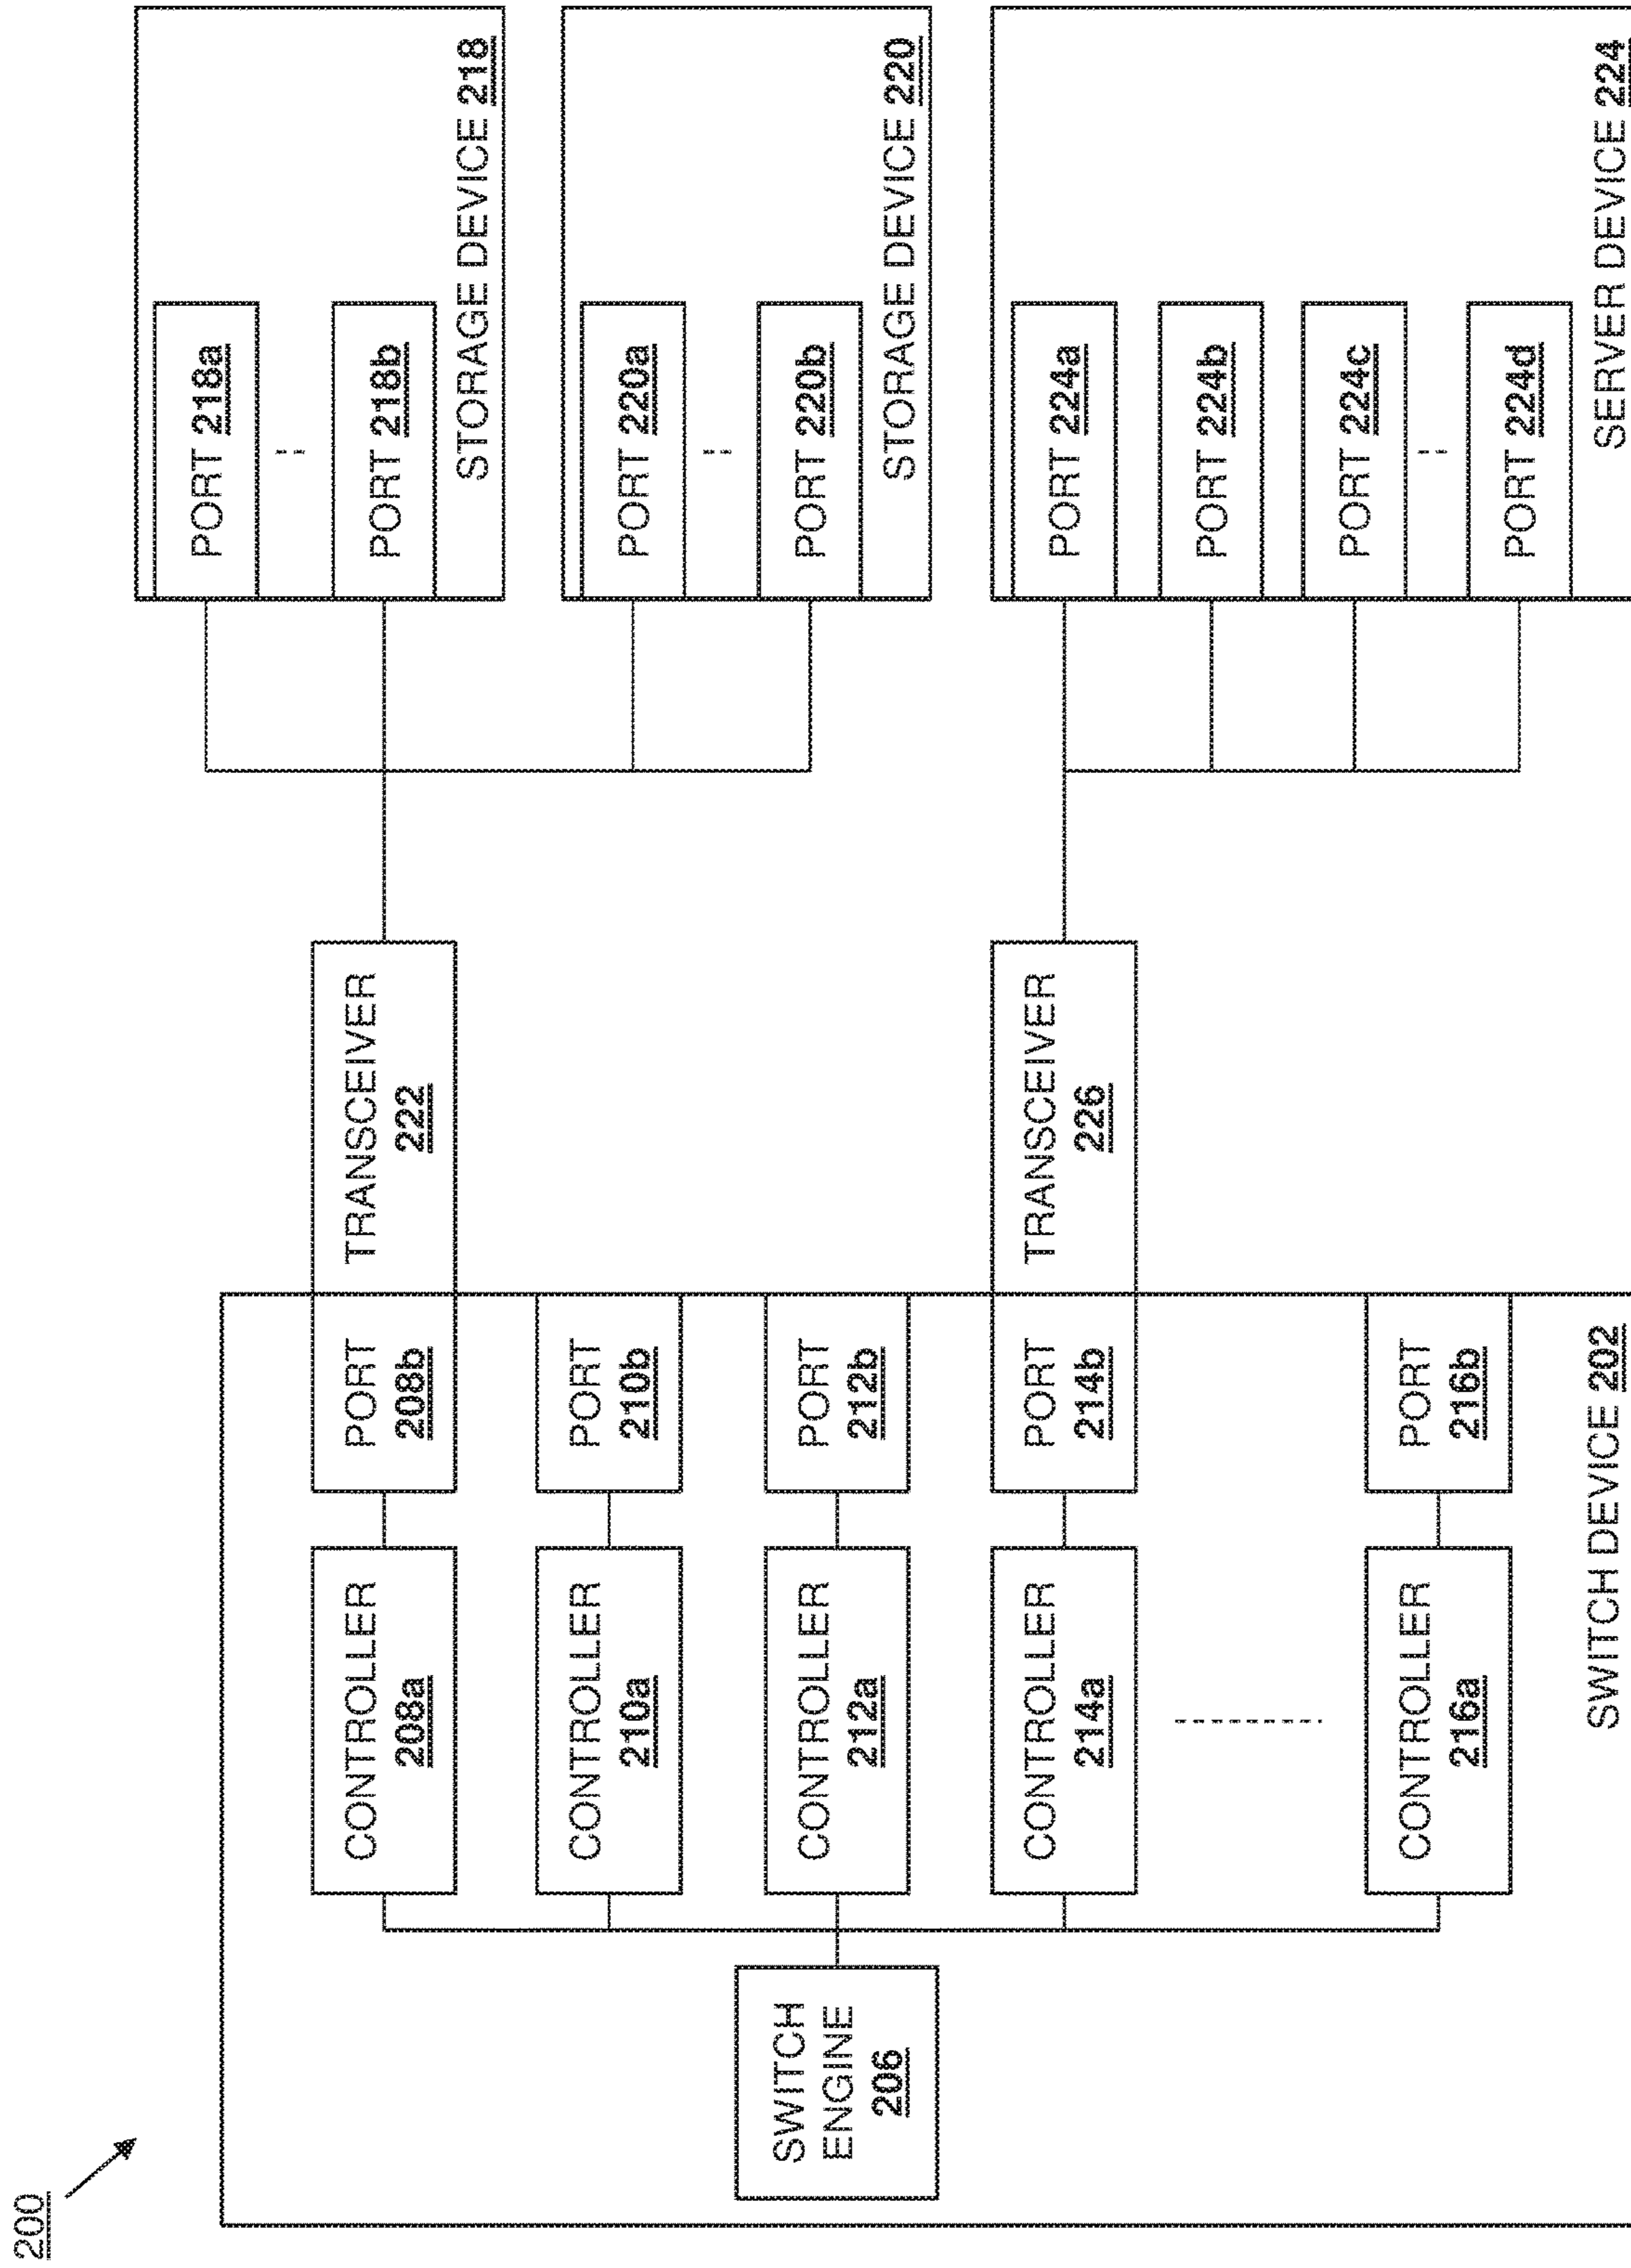 200
SWITCH
ENGINE
206
CONTROLLER
208a
PORT
208b
TRANSCEIVER
222
CONTROLLER
210a
PORT
210b
CONTROLLER
212a
PORT
212b
CONTROLLER
214a
PORT
214b
TRANSCEIVER
226
CONTROLLER
216a
PORT
216b
SWITCH DEVICE 202
PORT 218a
PORT 218b
STORAGE DEVICE 218
PORT 220a
PORT 220b
STORAGE DEVICE 220
PORT 224a
PORT 224b
PORT 224c
PORT 224d
SERVER DEVICE 224